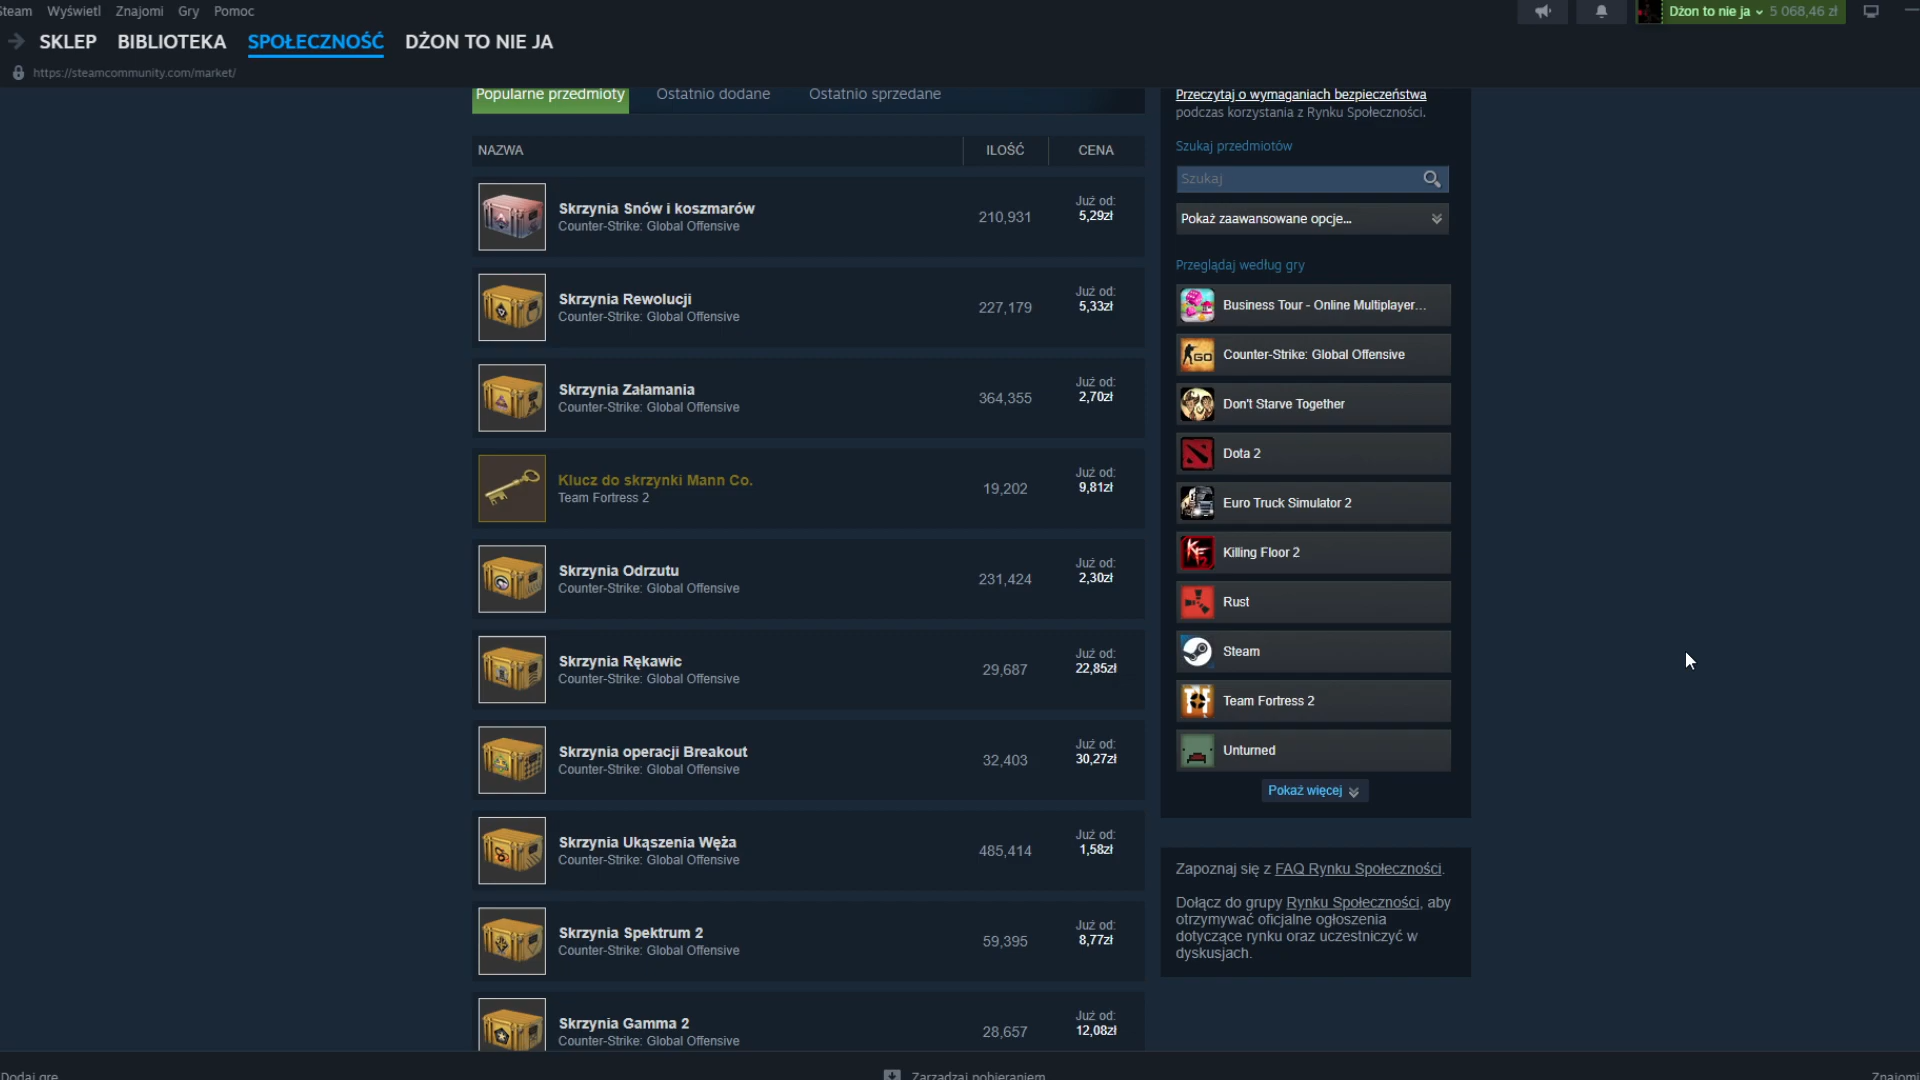 Steam Wyświetl Znajomi Gry Pomoc
Dżon to nie ja 5 068,46 zł
SKLEP BIBLIOTEKA SPOŁECZNOŚĆ DŻON TO NIE JA
https://steamcommunity.com/market/
Popularne przedmioty Ostatnio dodane Ostatnio sprzedane
NAZWA ILOŚĆ CENA
Skrzynia Snów i koszmarów
Counter-Strike: Global Offensive
210,931
Już od:
5,29zł
Skrzynia Rewolucji
Counter-Strike: Global Offensive
227,179
Już od:
5,33zł
Skrzynia Załamania
Counter-Strike: Global Offensive
364,355
Już od:
2,70zł
Klucz do skrzynki Mann Co.
Team Fortress 2
19,202
Już od:
9,81zł
Skrzynia Odrzutu
Counter-Strike: Global Offensive
231,424
Już od:
2,30zł
Skrzynia Rękawic
Counter-Strike: Global Offensive
29,687
Już od:
22,85zł
Skrzynia operacji Breakout
Counter-Strike: Global Offensive
32,403
Już od:
30,27zł
Skrzynia Ukąszenia Węża
Counter-Strike: Global Offensive
485,414
Już od:
1,58zł
Skrzynia Spektrum 2
Counter-Strike: Global Offensive
59,395
Już od:
8,77zł
Skrzynia Gamma 2
Counter-Strike: Global Offensive
28,657
Już od:
12,08zł
Przeczytaj o wymaganiach bezpieczeństwa
podczas korzystania z Rynku Społeczności.
Szukaj przedmiotów
Szukaj
Pokaż zaawansowane opcje...
Przeglądaj według gry
Business Tour - Online Multiplayer...
GO
Counter-Strike: Global Offensive
Don't Starve Together
Dota 2
Euro Truck Simulator 2
KF
Killing Floor 2
Rust
Steam
Team Fortress 2
Unturned
Pokaż więcej
Zapoznaj się z FAQ Rynku Społeczności.
Dołącz do grupy Rynku Społeczności, aby
otrzymywać oficjalne ogłoszenia
dotyczące rynku oraz uczestniczyć w
dyskusjach.
Dodaj grę Zarządzaj pobieraniem Znajomi